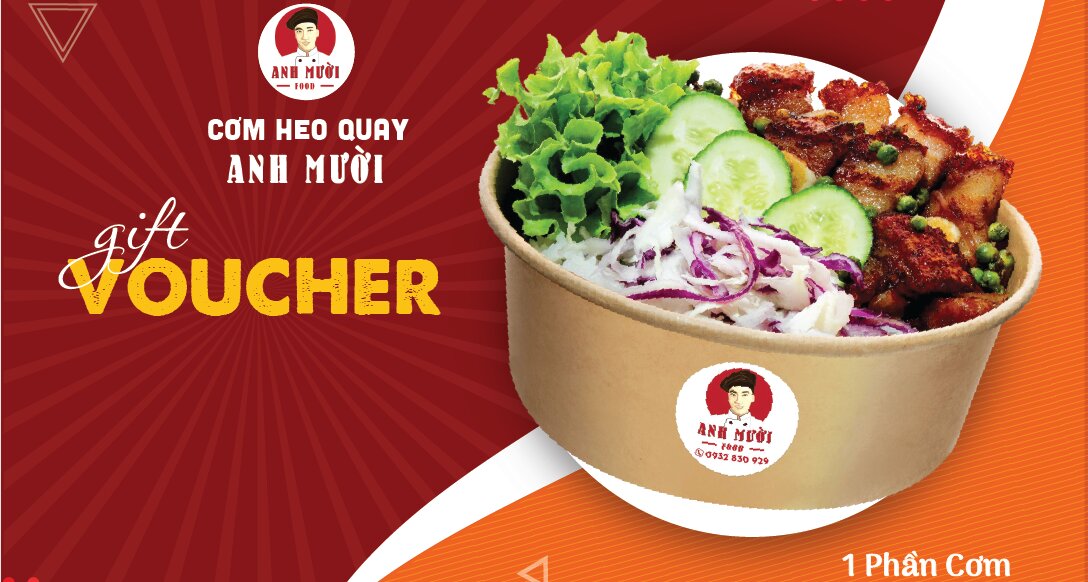 ANH MƯỜI
FOOD
CƠM HEO QUAY
ANH MƯỜI
gift
VOUCHER
ANH MƯỜI
FOOD
0932 830 929
1 Phần Cơm